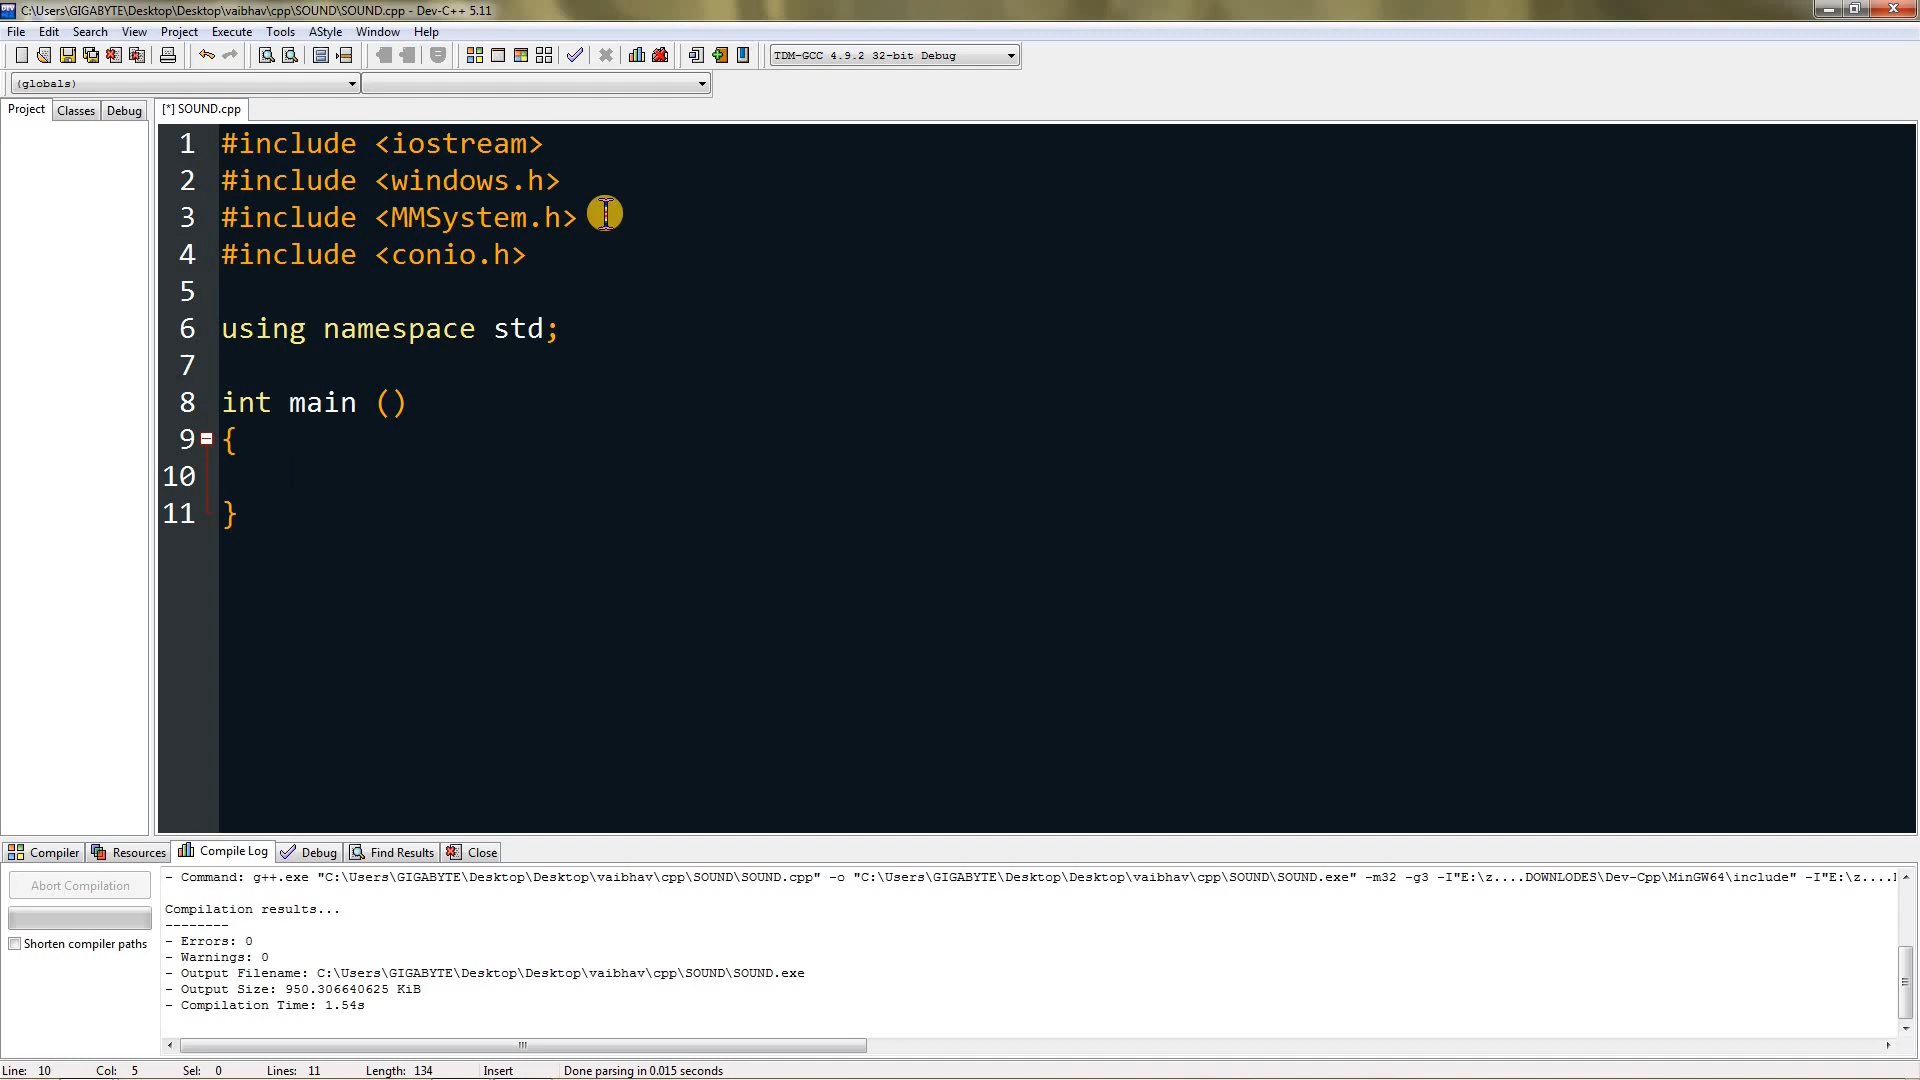 C:\Users\GIGABYTE\Desktop\Desktop\vaibhav\cpp\SOUND\SOUND.cpp - Dev-C++ 5.11
File Edit Search View Project Execute Tools AStyle Window Help
TDM-GCC 4.9.2 32-bit Debug
(globals)
Project Classes Debug [*] SOUND.cpp
1 #include <iostream>
2 #include <windows.h>
3 #include <MMSystem.h>
4 #include <conio.h>
5
6 using namespace std;
7
8 int main ()
9 {
10
11 }
Compiler Resources Compile Log Debug Find Results Close
Abort Compilation
Shorten compiler paths
- Command: g++.exe "C:\Users\GIGABYTE\Desktop\Desktop\vaibhav\cpp\SOUND\SOUND.cpp" -o "C:\Users\GIGABYTE\Desktop\Desktop\vaibhav\cpp\SOUND\SOUND.exe" -m32 -g3 -I"E:\z....DOWNLODES\Dev-Cpp\MinGW64\include" -I"E:\z....
Compilation results...
--------
- Errors: 0
- Warnings: 0
- Output Filename: C:\Users\GIGABYTE\Desktop\Desktop\vaibhav\cpp\SOUND\SOUND.exe
- Output Size: 950.306640625 KiB
- Compilation Time: 1.54s
Line: 10 Col: 5 Sel: 0 Lines: 11 Length: 134 Insert Done parsing in 0.015 seconds